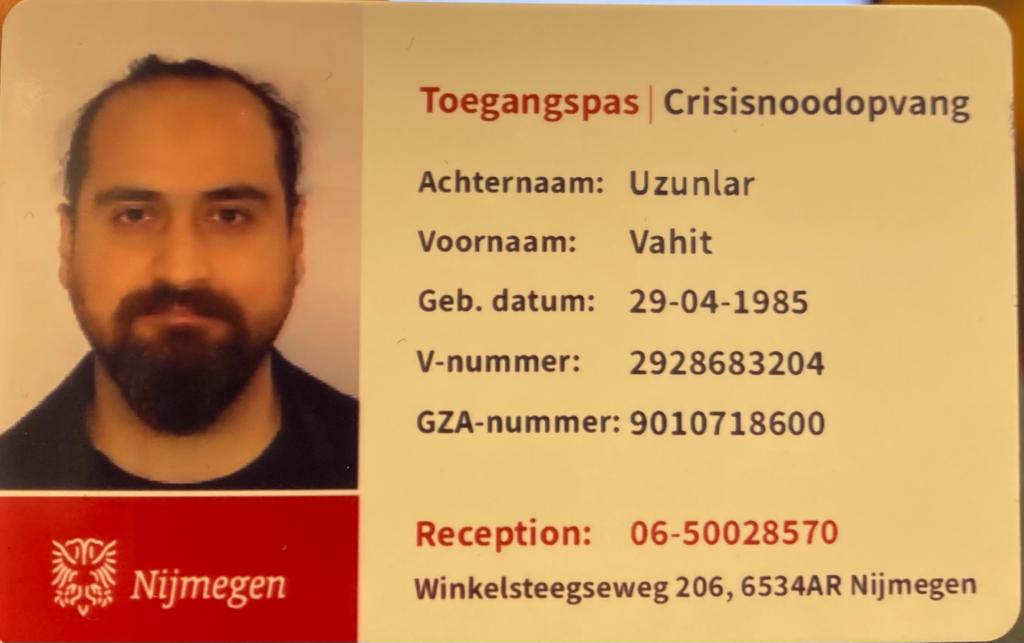 Toegangspas | Crisisnoodopvang
Achternaam: Uzunlar
Voornaam: Vahit
Geb. datum: 29-04-1985
V-nummer: 2928683204
GZA-nummer: 9010718600
Reception: 06-50028570
Winkelsteegseweg 206, 6534AR Nijmegen
Nijmegen